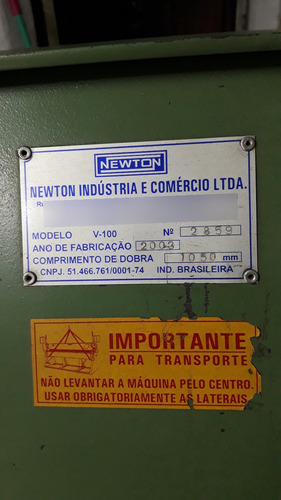 NEWTON
NEWTON INDÚSTRIA E COMÉRCIO LTDA.
MODELO V-100 Nº 2859
ANO DE FABRICAÇÃO 2003
COMPRIMENTO DE DOBRA 1050 mm
CNPJ. 51.466.761/0001-74 IND. BRASILEIRA
IMPORTANTE
PARA TRANSPORTE
NÃO LEVANTAR A MÁQUINA PELO CENTRO.
USAR OBRIGATORIAMENTE AS LATERAIS.